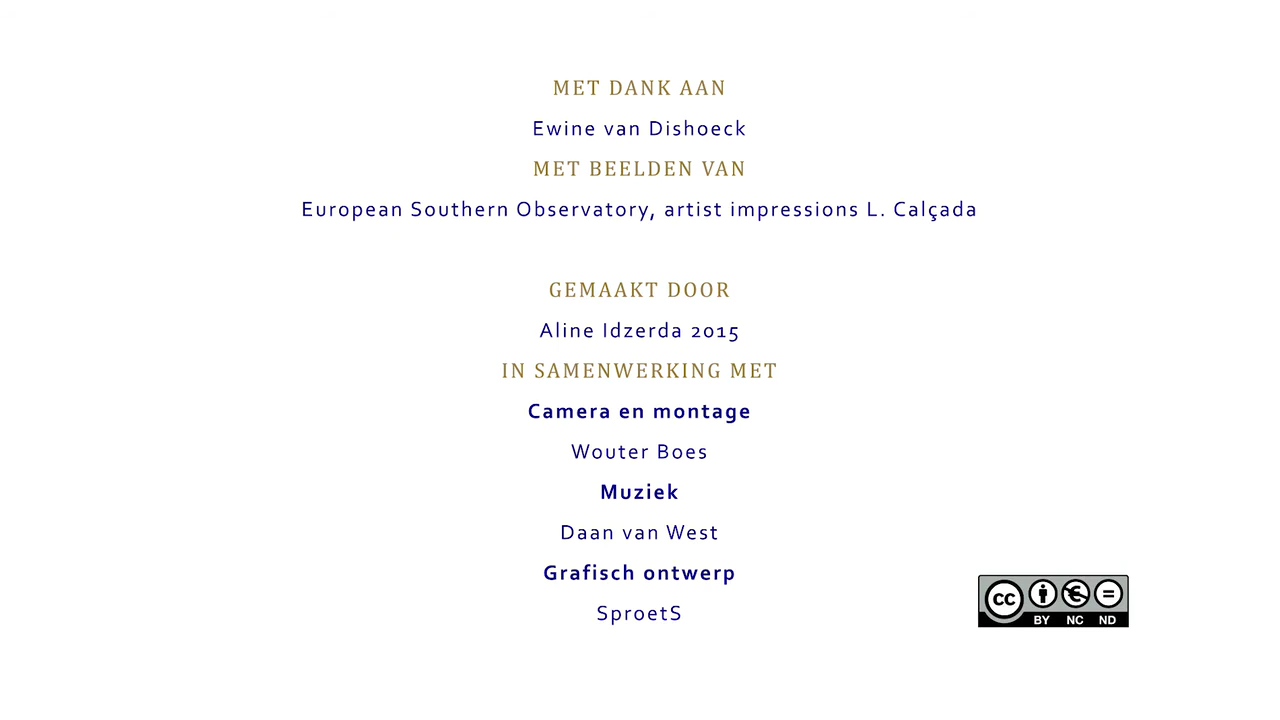 MET DANK AAN
Ewine van Dishoeck
MET BEELDEN VAN
European Southern Observatory, artist impressions L. Calçada
GEMAAKT DOOR
Aline Idzerda 2015
IN SAMENWERKING MET
Camera en montage
Wouter Boes
Muziek
Daan van West
Grafisch ontwerp
SproetS
cc BY NC ND